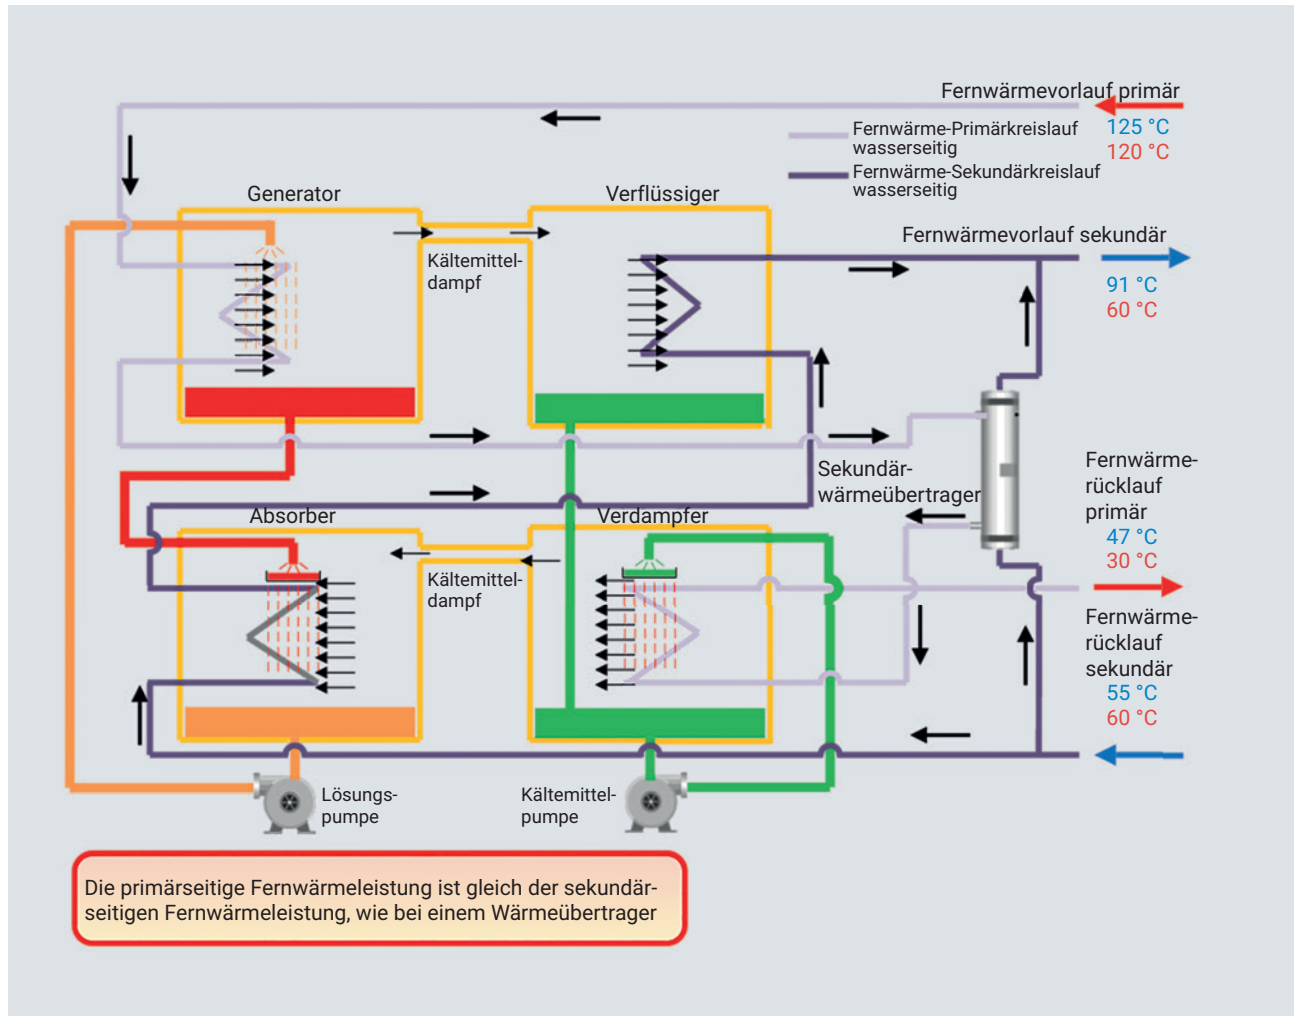 Fernwärmevorlauf primär
125 °C
120 °C
Fernwärme-Primärkreislauf
wasserseitig
Fernwärme-Sekundärkreislauf
wasserseitig
Generator
Verflüssiger
Fernwärmevorlauf sekundär
91 °C
60 °C
Kältemittel-
dampf
Sekundär-
wärmeübertrager
Fernwärme-
rücklauf
primär
47 °C
30 °C
Absorber
Verdampfer
Kältemittel-
dampf
Fernwärme-
rücklauf
sekundär
55 °C
60 °C
Lösungs-
pumpe
Kältemittel-
pumpe
Die primärseitige Fernwärmeleistung ist gleich der sekundär-
seitigen Fernwärmeleistung, wie bei einem Wärmeübertrager